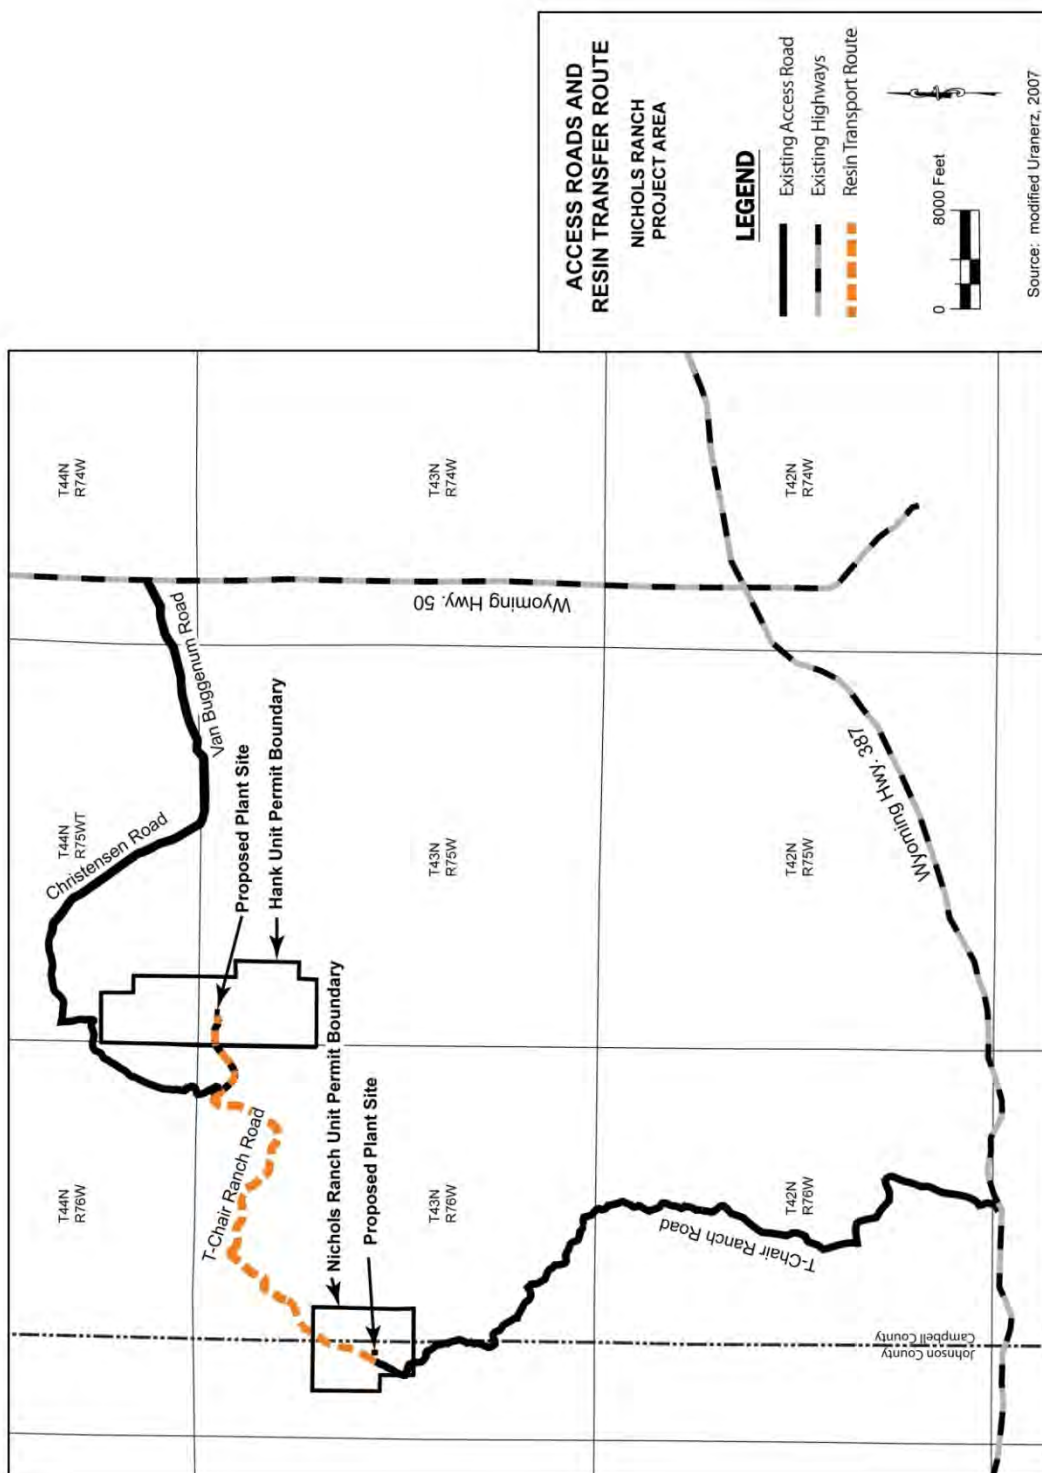 ACCESS ROADS AND
RESIN TRANSFER ROUTE
NICHOLS RANCH
PROJECT AREA
LEGEND
Existing Access Road
Existing Highways
Resin Transport Route
0 8000 Feet
Source: modified Uranerz, 2007
T44N
R76W
T44N
R75WT
T44N
R74W
Christensen Road
Van Buggenum Road
T-Chair Ranch Road
Proposed Plant Site
Hank Unit Permit Boundary
Nichols Ranch Unit Permit Boundary
Proposed Plant Site
T43N
R76W
T43N
R75W
T43N
R74W
Wyoming Hwy. 50
T-Chair Ranch Road
T42N
R76W
T42N
R75W
T42N
R74W
Wyoming Hwy. 387
Johnson County
Campbell County